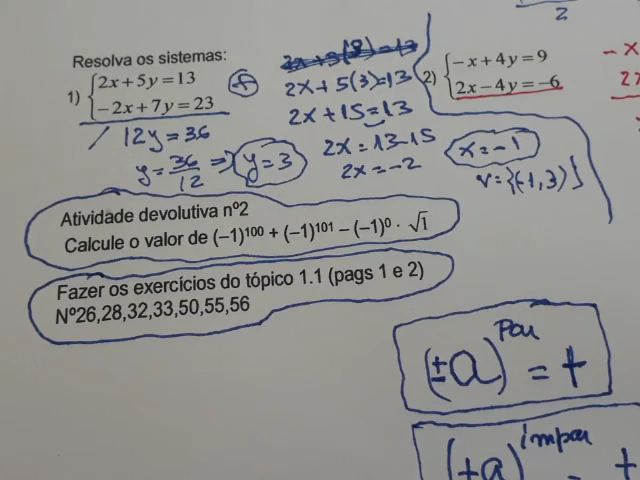 Resolva os sistemas:
1) {2x + 5y = 13
−2x + 7y = 23
12y = 36
y = 36/12 => y = 3
2x + 5(3) = 13
2x + 15 = 13
2x = 13 - 15
2x = -2
x = -1
V = {(-1,3)}
2) {−x + 4y = 9
2x − 4y = −6
-x
2x
2
Atividade devolutiva nº2
Calcule o valor de (−1)¹⁰⁰ + (−1)¹⁰¹ − (−1)⁰ · √1
Fazer os exercícios do tópico 1.1 (pags 1 e 2)
Nº26,28,32,33,50,55,56
(±a)^Par = +
(+a)^ímpar = +